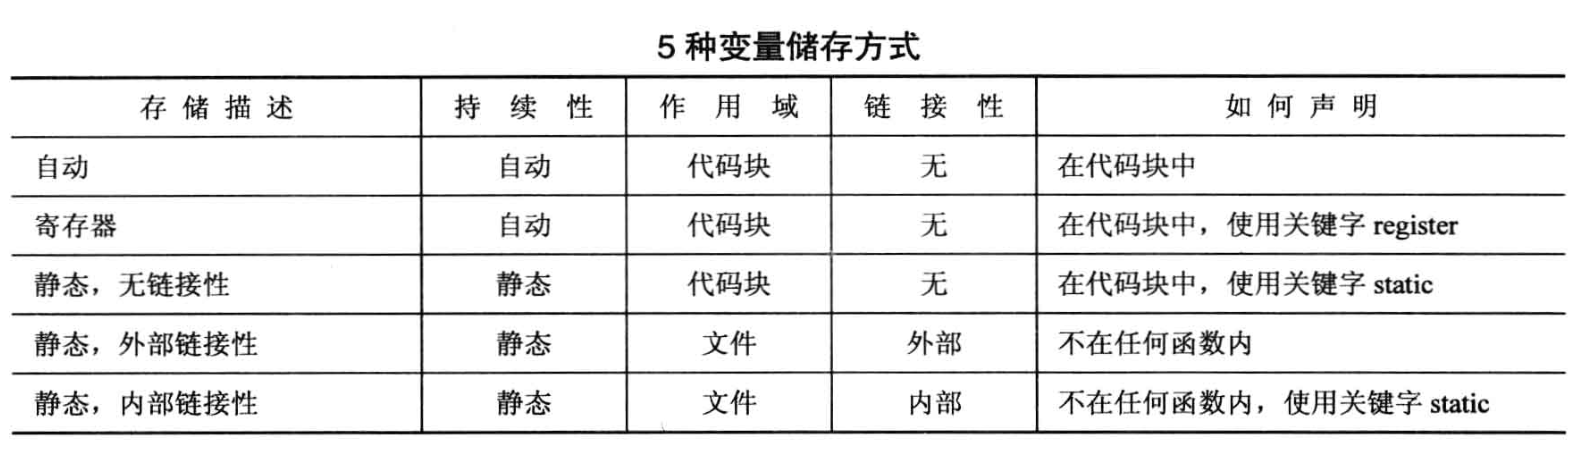 5 种变量储存方式
存储描述 持续性 作用域 链接性 如何声明
自动 自动 代码块 无 在代码块中
寄存器 自动 代码块 无 在代码块中，使用关键字 register
静态，无链接性 静态 代码块 无 在代码块中，使用关键字 static
静态，外部链接性 静态 文件 外部 不在任何函数内
静态，内部链接性 静态 文件 内部 不在任何函数内，使用关键字 static